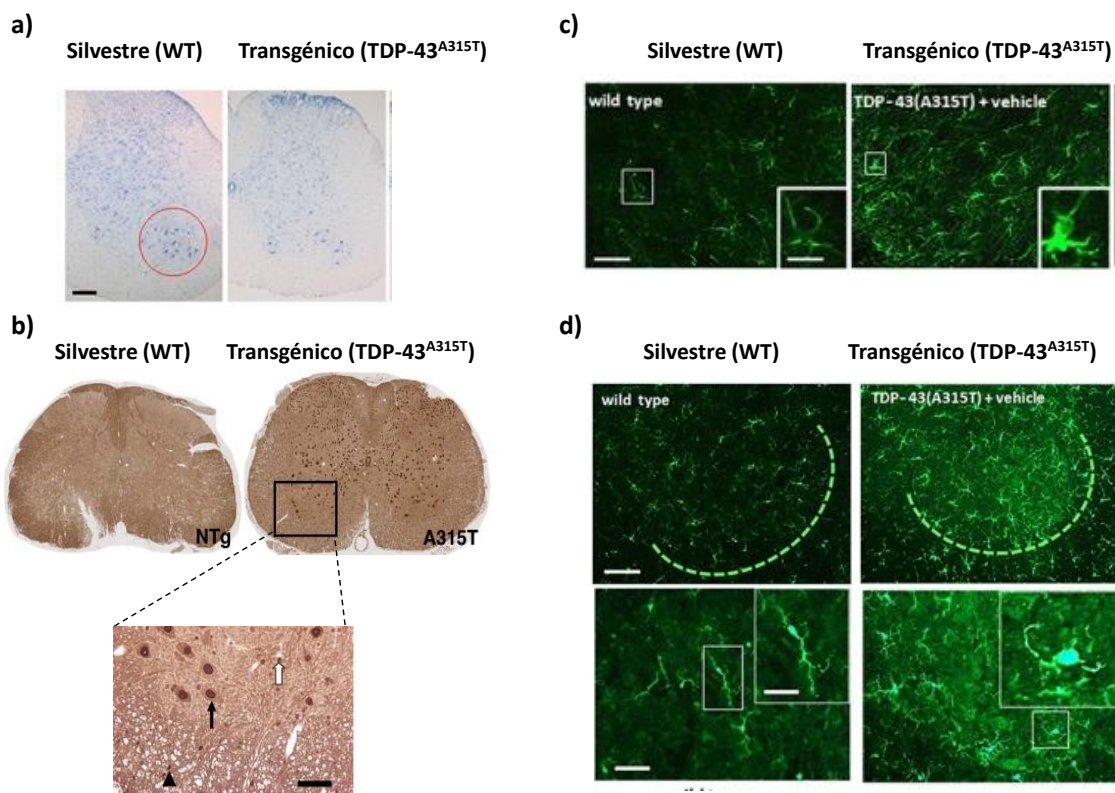 a)
Silvestre (WT) Transgénico (TDP-43A315T)
b)
Silvestre (WT) Transgénico (TDP-43A315T)
NTg A315T
c)
Silvestre (WT) Transgénico (TDP-43A315T)
wild type TDP-43(A315T) + vehicle
d)
Silvestre (WT) Transgénico (TDP-43A315T)
wild type TDP-43(A315T) + vehicle